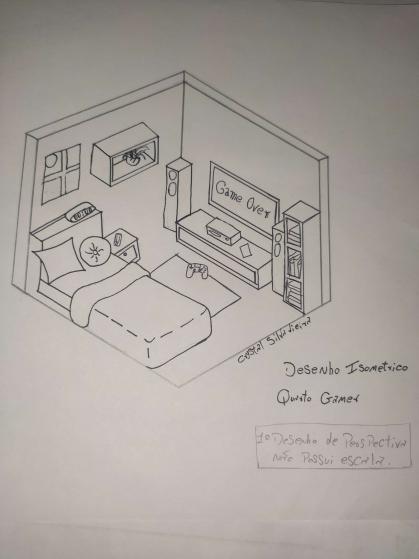 Game Over
Cristal Silva Vieira
Desenho Isometrico
Quarto Gamer
1º Desenho de Perspectiva
não Possui escala.